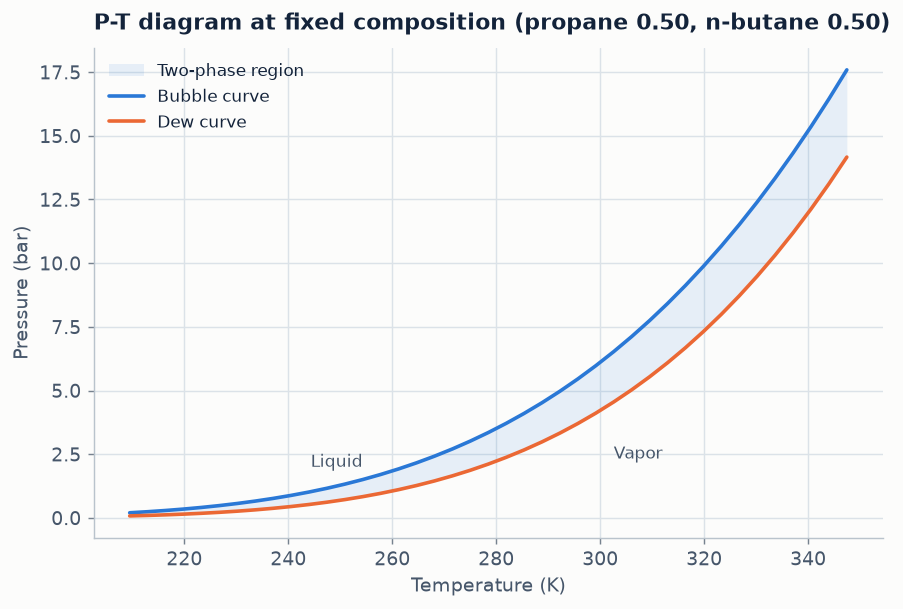 P-T diagram at fixed composition (propane 0.50, n-butane 0.50)
Two-phase region
Bubble curve
Dew curve
Pressure (bar)
17.5
15.0
12.5
10.0
7.5
5.0
2.5
0.0
Liquid
Vapor
220 240 260 280 300 320 340
Temperature (K)